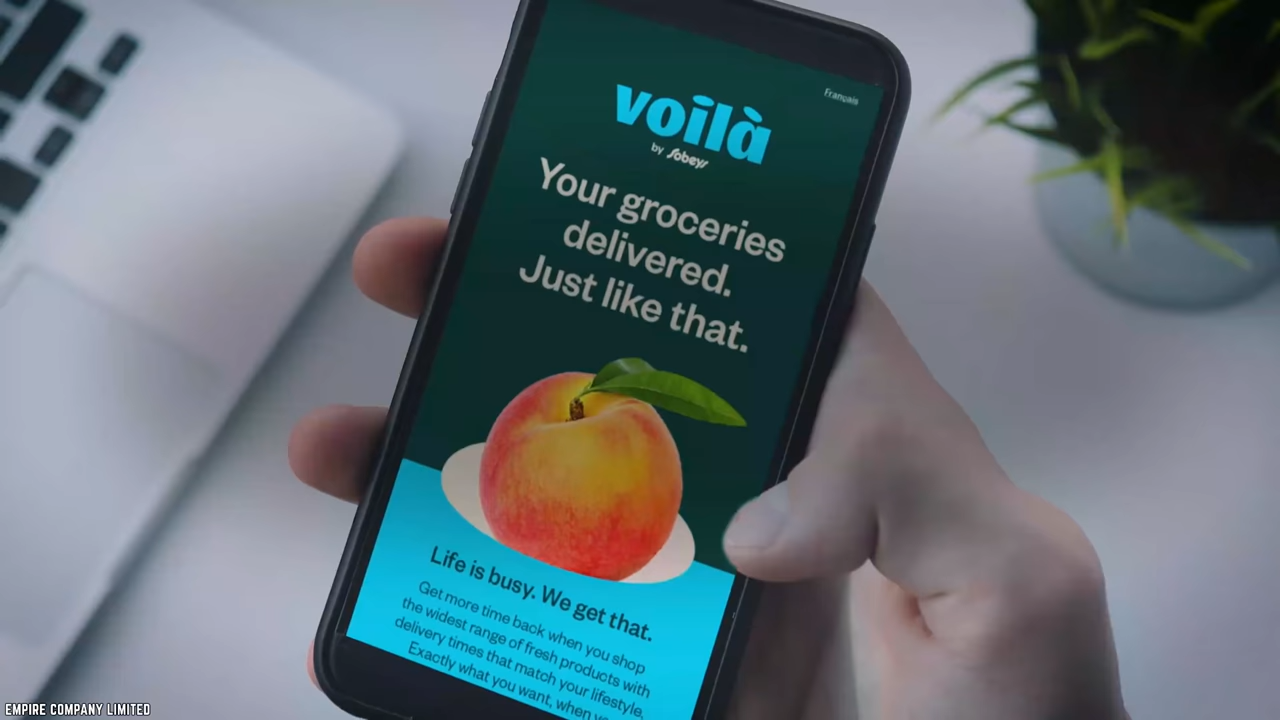 Français
voilà
by Sobeys
Your groceries
delivered.
Just like that.
Life is busy. We get that.
Get more time back when you shop
the widest range of fresh products with
delivery times that match your lifestyle.
Exactly what you want, when
EMPIRE COMPANY LIMITED